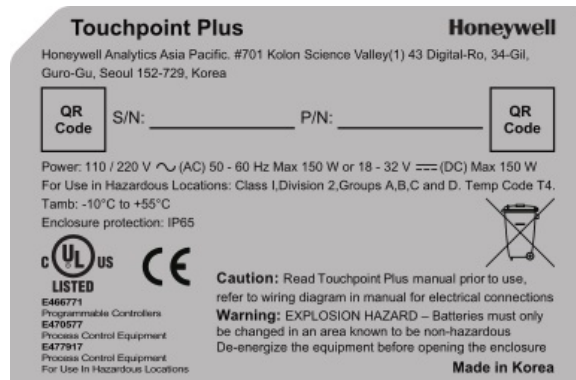 Touchpoint Plus Honeywell
Honeywell Analytics Asia Pacific. #701 Kolon Science Valley(1) 43 Digital-Ro, 34-Gil,
Guro-Gu, Seoul 152-729, Korea
QR
Code
S/N: P/N:
QR
Code
Power: 110 / 220 V ∿ (AC) 50 - 60 Hz Max 150 W or 18 - 32 V ⎓ (DC) Max 150 W
For Use in Hazardous Locations: Class I,Division 2,Groups A,B,C and D. Temp Code T4.
Tamb: -10°C to +55°C
Enclosure protection: IP65
C UL US
LISTED
CE
E466771
Programmable Controllers
E470577
Process Control Equipment
E477917
Process Control Equipment
For Use In Hazardous Locations
Caution: Read Touchpoint Plus manual prior to use,
refer to wiring diagram in manual for electrical connections
Warning: EXPLOSION HAZARD – Batteries must only
be changed in an area known to be non-hazardous
De-energize the equipment before opening the enclosure
Made in Korea